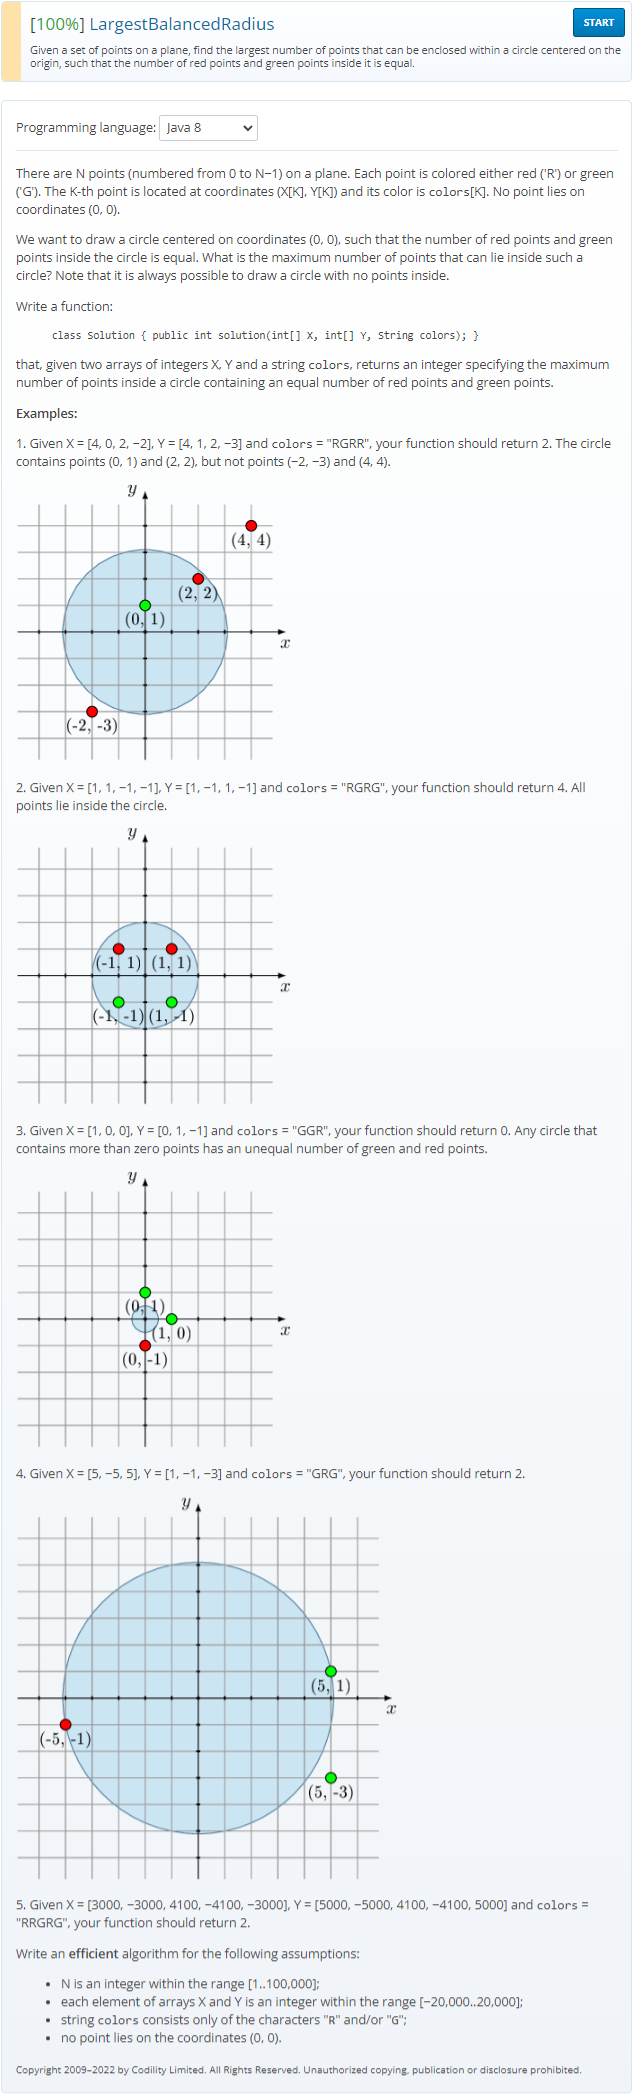 [100%] LargestBalancedRadius
START
Given a set of points on a plane, find the largest number of points that can be enclosed within a circle centered on the
origin, such that the number of red points and green points inside it is equal.
Programming language: Java 8
There are N points (numbered from 0 to N−1) on a plane. Each point is colored either red ('R') or green
('G'). The K-th point is located at coordinates (X[K], Y[K]) and its color is colors[K]. No point lies on
coordinates (0, 0).
We want to draw a circle centered on coordinates (0, 0), such that the number of red points and green
points inside the circle is equal. What is the maximum number of points that can lie inside such a
circle? Note that it is always possible to draw a circle with no points inside.
Write a function:
class Solution { public int solution(int[] X, int[] Y, String colors); }
that, given two arrays of integers X, Y and a string colors, returns an integer specifying the maximum
number of points inside a circle containing an equal number of red points and green points.
Examples:
1. Given X = [4, 0, 2, −2], Y = [4, 1, 2, −3] and colors = "RGRR", your function should return 2. The circle
contains points (0, 1) and (2, 2), but not points (−2, −3) and (4, 4).
y
(4, 4)
(2, 2)
(0, 1)
x
(-2, -3)
2. Given X = [1, 1, −1, −1], Y = [1, −1, 1, −1] and colors = "RGRG", your function should return 4. All
points lie inside the circle.
y
(-1, 1) (1, 1)
x
(-1, -1) (1, -1)
3. Given X = [1, 0, 0], Y = [0, 1, −1] and colors = "GGR", your function should return 0. Any circle that
contains more than zero points has an unequal number of green and red points.
y
(0, 1)
(1, 0)
x
(0, -1)
4. Given X = [5, −5, 5], Y = [1, −1, −3] and colors = "GRG", your function should return 2.
y
(5, 1)
x
(-5, -1)
(5, -3)
5. Given X = [3000, −3000, 4100, −4100, −3000], Y = [5000, −5000, 4100, −4100, 5000] and colors =
"RRGRG", your function should return 2.
Write an efficient algorithm for the following assumptions:
• N is an integer within the range [1..100,000];
• each element of arrays X and Y is an integer within the range [−20,000..20,000];
• string colors consists only of the characters "R" and/or "G";
• no point lies on the coordinates (0, 0).
Copyright 2009–2022 by Codility Limited. All Rights Reserved. Unauthorized copying, publication or disclosure prohibited.